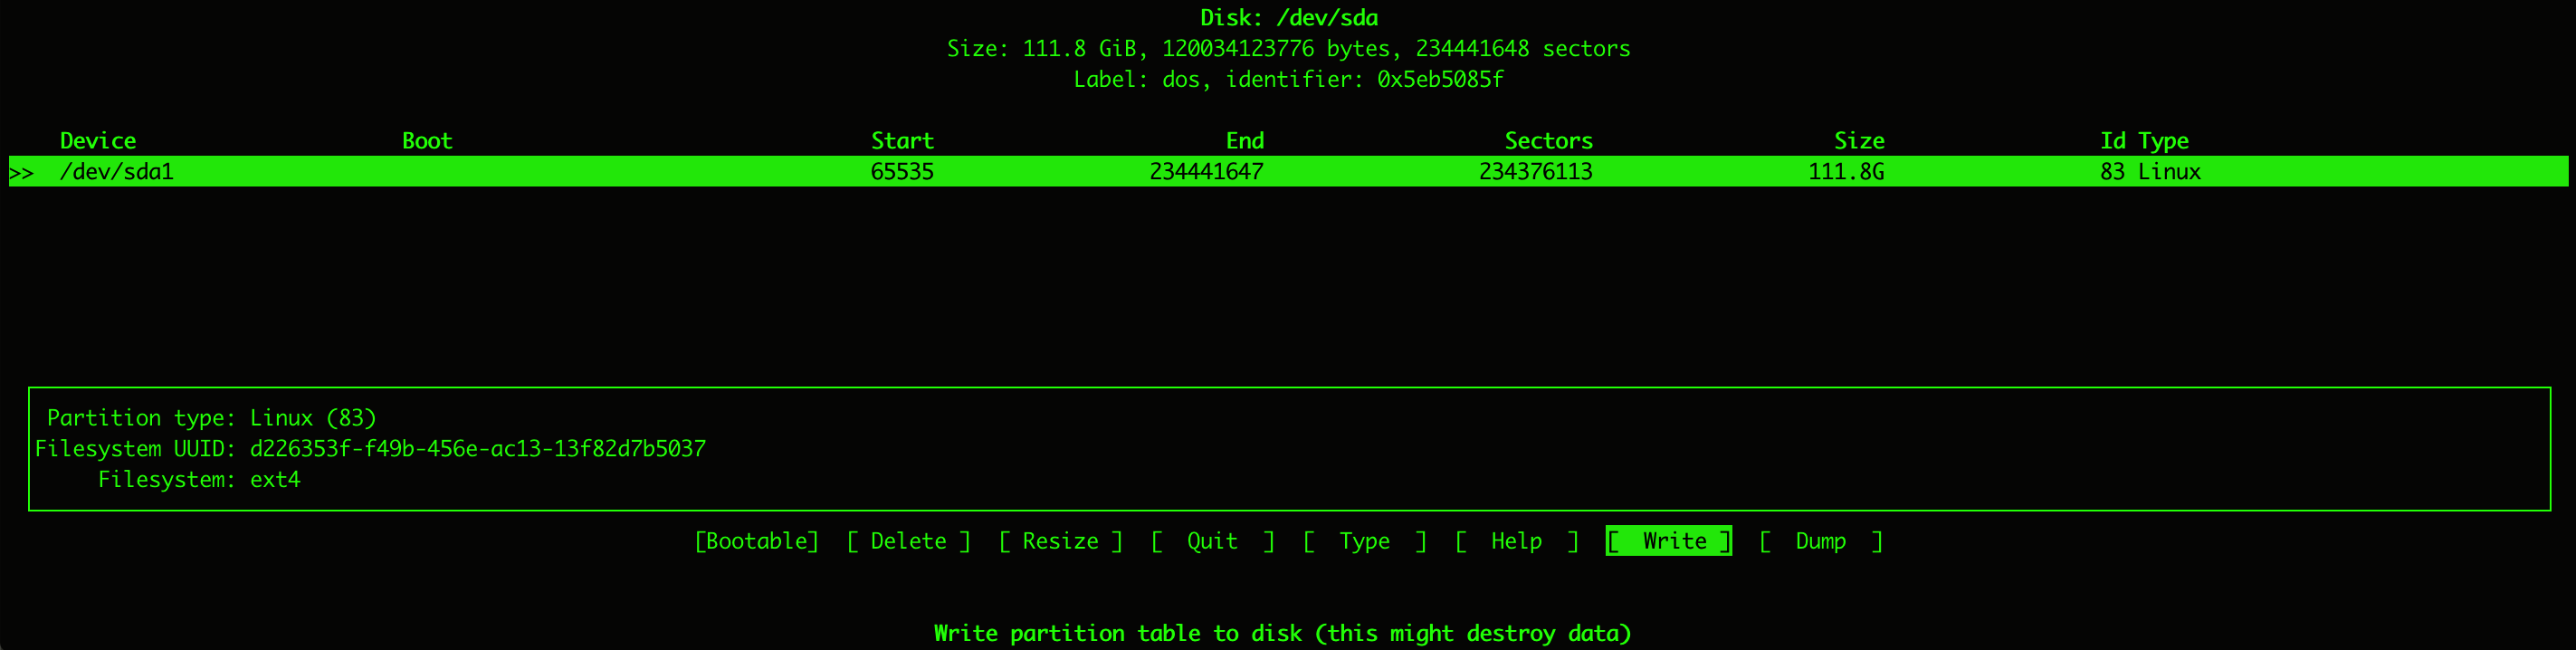 Disk: /dev/sda
Size: 111.8 GiB, 120034123776 bytes, 234441648 sectors
Label: dos, identifier: 0x5eb5085f
Device Boot Start End Sectors Size Id Type
>> /dev/sda1 65535 234441647 234376113 111.8G 83 Linux
Partition type: Linux (83)
Filesystem UUID: d226353f-f49b-456e-ac13-13f82d7b5037
Filesystem: ext4
[Bootable] [ Delete ] [ Resize ] [ Quit ] [ Type ] [ Help ] [ Write ] [ Dump ]
Write partition table to disk (this might destroy data)